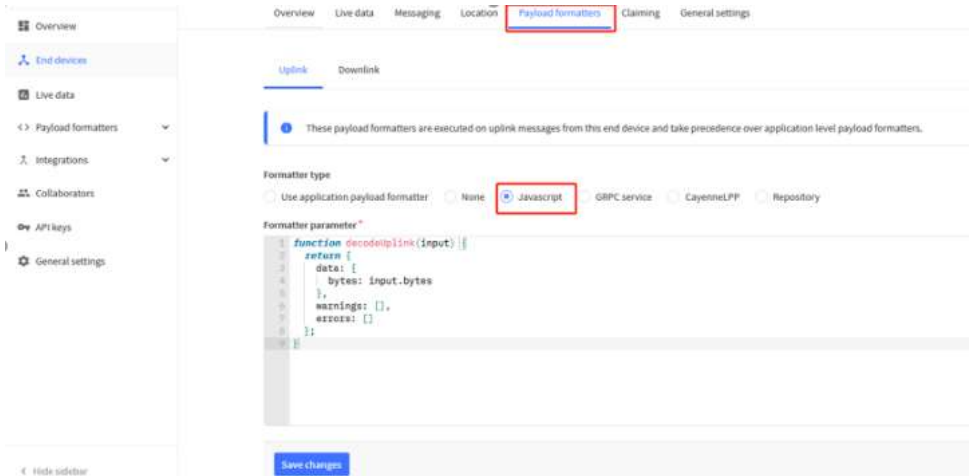 Overview Live data Messaging Location Payload formatters Claiming General settings
Overview
End devices
Live data
Payload formatters
Integrations
Collaborators
API keys
General settings
Hide sidebar
Uplink Downlink
These payload formatters are executed on uplink messages from this end device and take precedence over application level payload formatters.
Formatter type
Use application payload formatter None Javascript GRPC service CayenneLPP Repository
Formatter parameter *
1 function decodeUplink(input) {
2 return {
3 data: {
4 bytes: input.bytes
5 },
6 warnings: [],
7 errors: []
8 };
9 }
Save changes